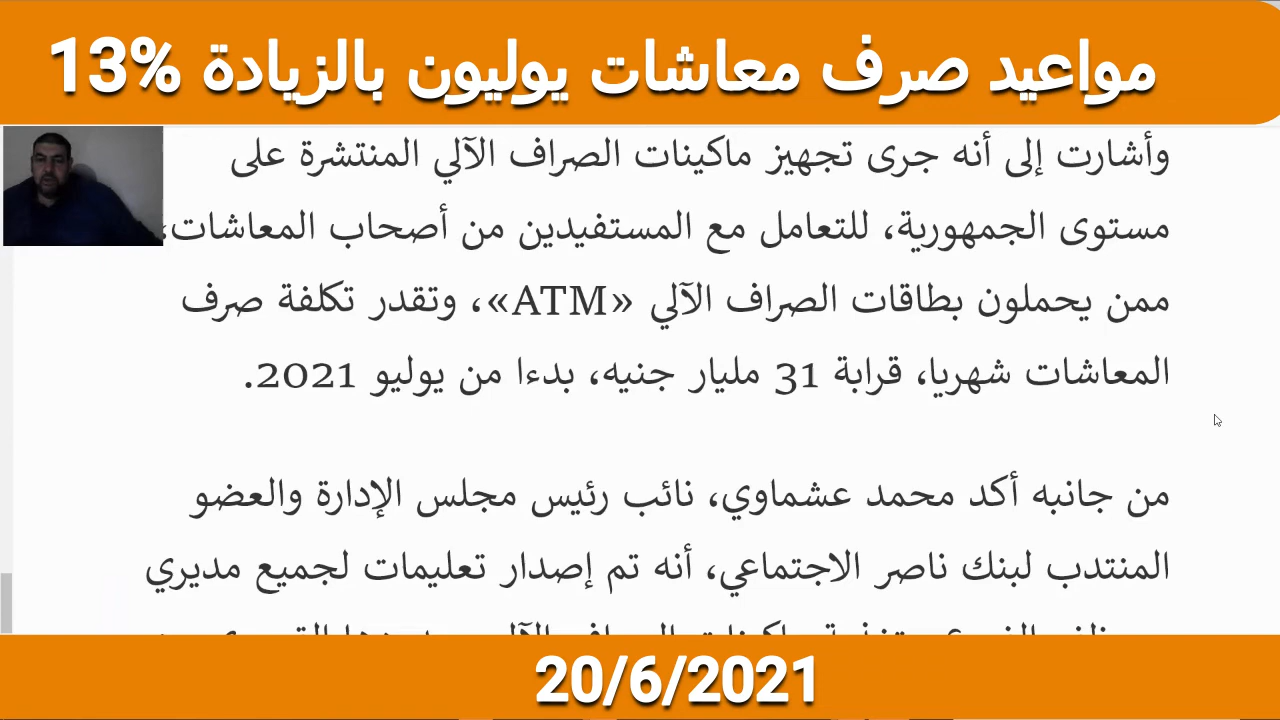 مواعيد صرف معاشات يوليون بالزيادة 13%
وأشارت إلى أنه جرى تجهيز ماكينات الصراف الآلي المنتشرة على
مستوى الجمهورية، للتعامل مع المستفيدين من أصحاب المعاشات،
ممن يحملون بطاقات الصراف الآلي «ATM»، وتقدر تكلفة صرف
المعاشات شهريا، قرابة 31 مليار جنيه، بدءا من يوليو 2021.
من جانبه أكد محمد عشماوي، نائب رئيس مجلس الإدارة والعضو
المنتدب لبنك ناصر الاجتماعي، أنه تم إصدار تعليمات لجميع مديري
20/6/2021